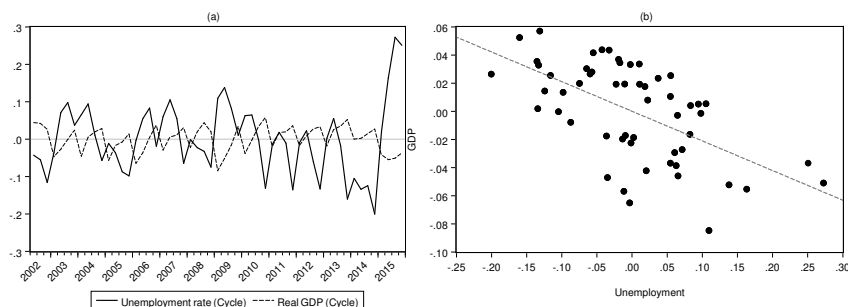 (a)
.3
.2
.1
.0
-.1
-.2
-.3
2002 2003 2004 2005 2006 2007 2008 2009 2010 2011 2012 2013 2014 2015
Unemployment rate (Cycle) Real GDP (Cycle)
(b)
.06
.04
.02
.00
-.02
-.04
-.06
-.08
-.10
GDP
-.25 -.20 -.15 -.10 -.05 .00 .05 .10 .15 .20 .25 .30
Unemployment